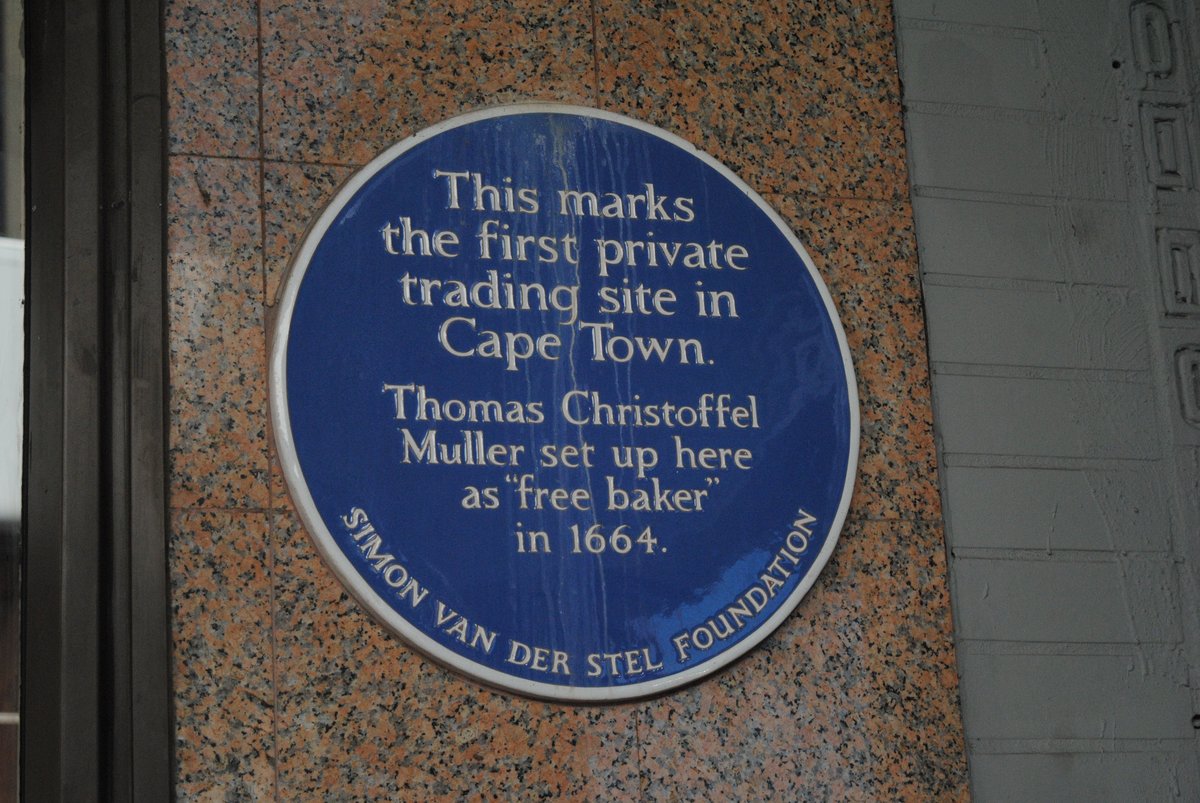 This marks
the first private
trading site in
Cape Town.
Thomas Christoffel
Muller set up here
as "free baker"
in 1664.
SIMON VAN DER STEL FOUNDATION